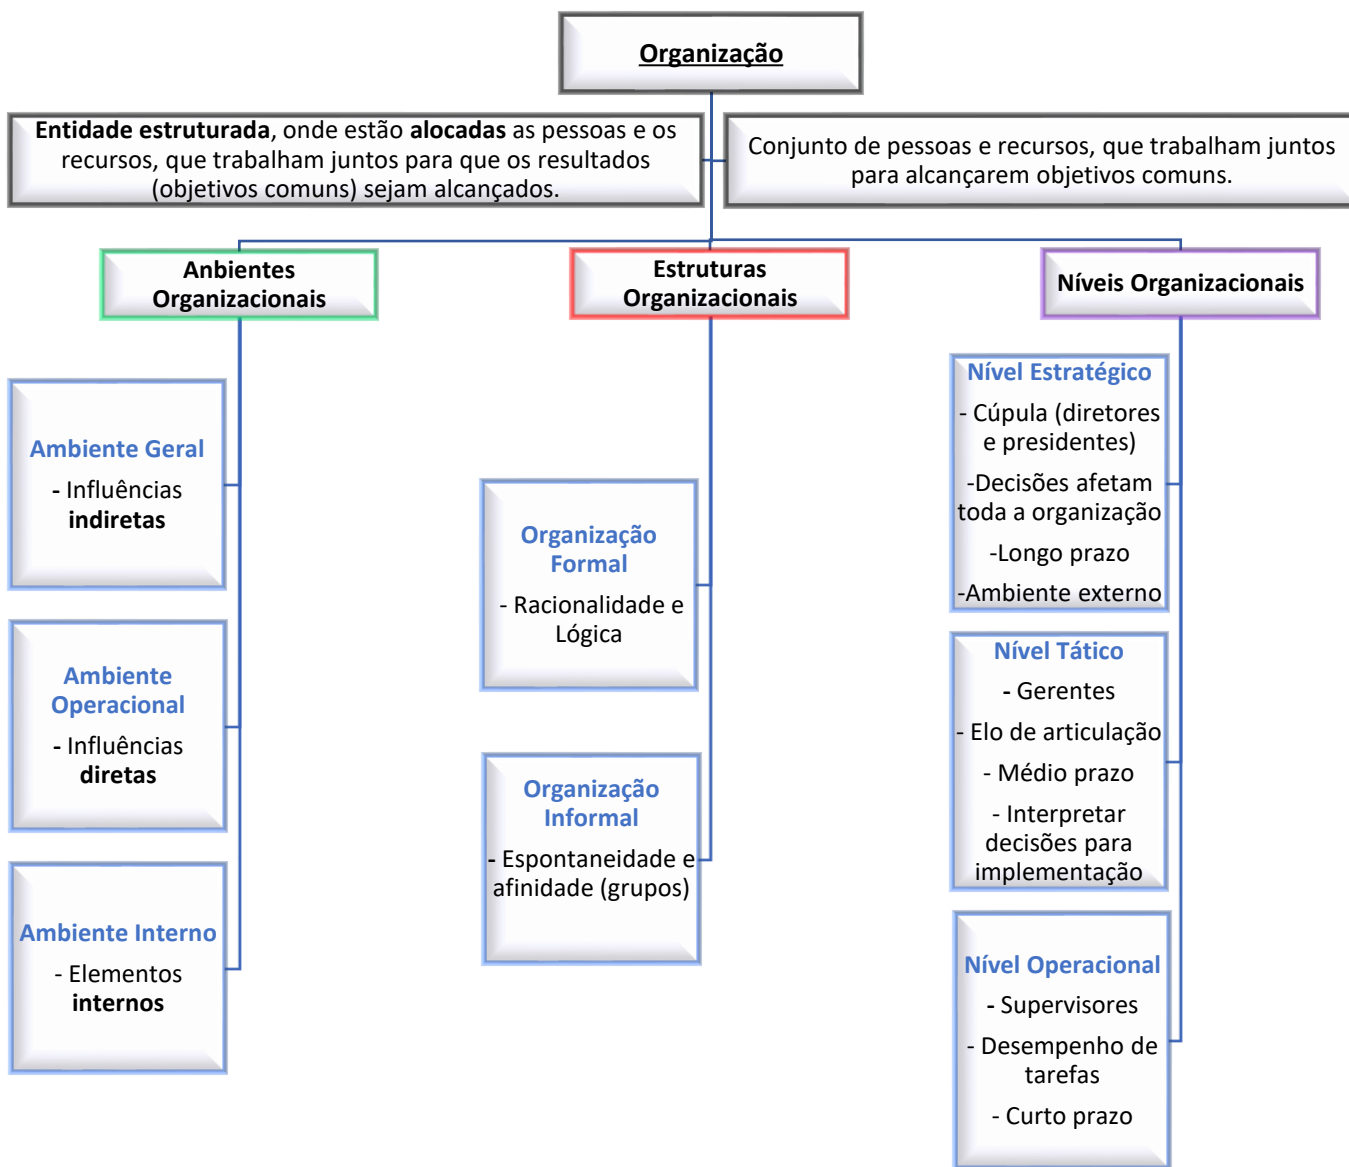 Organização
Entidade estruturada, onde estão alocadas as pessoas e os
recursos, que trabalham juntos para que os resultados
(objetivos comuns) sejam alcançados.
Conjunto de pessoas e recursos, que trabalham juntos
para alcançarem objetivos comuns.
Anbientes
Organizacionais
Ambiente Geral
- Influências
indiretas
Ambiente
Operacional
- Influências
diretas
Ambiente Interno
- Elementos
internos
Estruturas
Organizacionais
Organização
Formal
- Racionalidade e
Lógica
Organização
Informal
- Espontaneidade e
afinidade (grupos)
Níveis Organizacionais
Nível Estratégico
- Cúpula (diretores
e presidentes)
-Decisões afetam
toda a organização
-Longo prazo
-Ambiente externo
Nível Tático
- Gerentes
- Elo de articulação
- Médio prazo
- Interpretar
decisões para
implementação
Nível Operacional
- Supervisores
- Desempenho de
tarefas
- Curto prazo